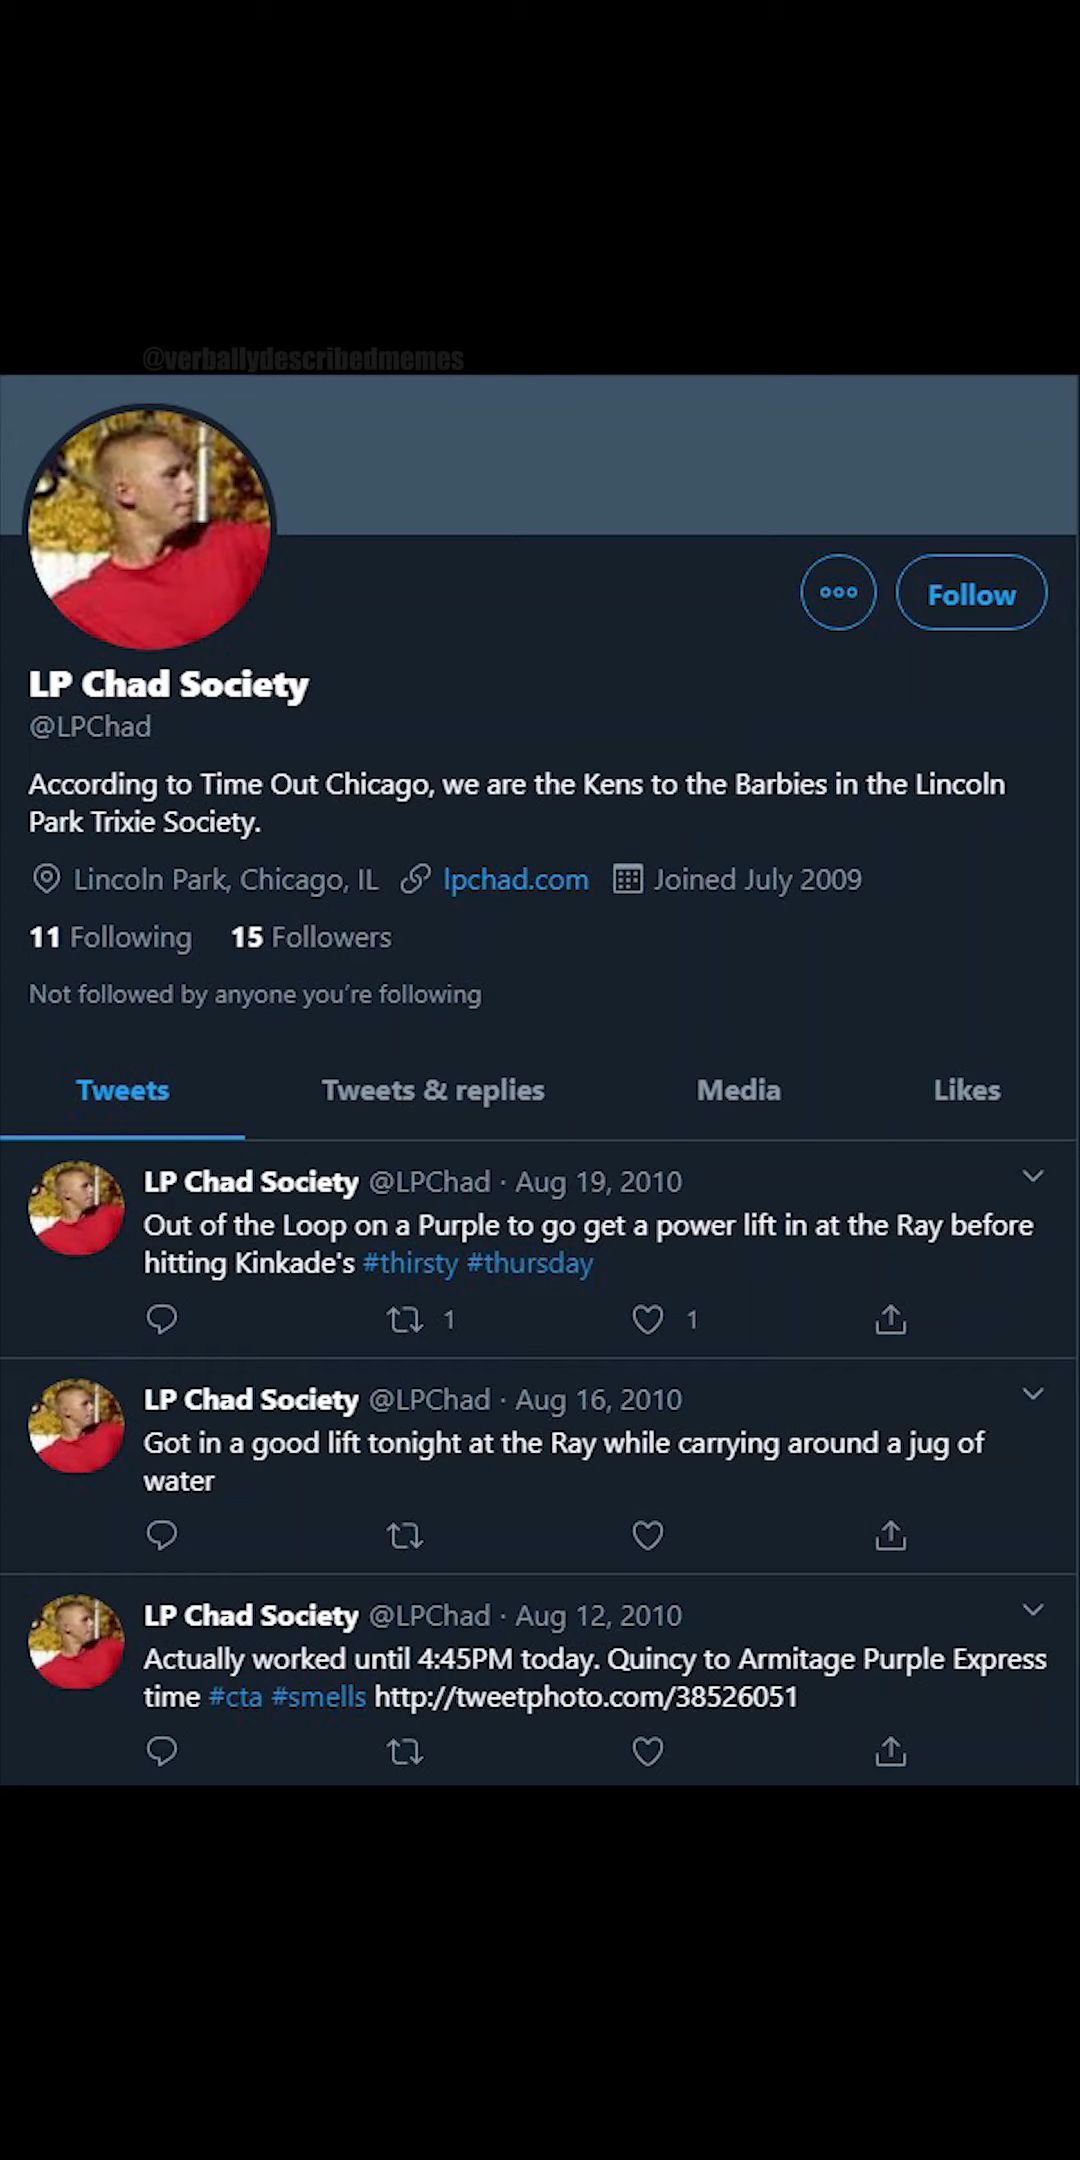 @verballydescribedmemes
LP Chad Society
@LPChad
Follow
According to Time Out Chicago, we are the Kens to the Barbies in the Lincoln
Park Trixie Society.
Lincoln Park, Chicago, IL lpchad.com Joined July 2009
11 Following 15 Followers
Not followed by anyone you're following
Tweets Tweets & replies Media Likes
LP Chad Society @LPChad · Aug 19, 2010
Out of the Loop on a Purple to go get a power lift in at the Ray before
hitting Kinkade's #thirsty #thursday
1 1
LP Chad Society @LPChad · Aug 16, 2010
Got in a good lift tonight at the Ray while carrying around a jug of
water
LP Chad Society @LPChad · Aug 12, 2010
Actually worked until 4:45PM today. Quincy to Armitage Purple Express
time #cta #smells http://tweetphoto.com/38526051